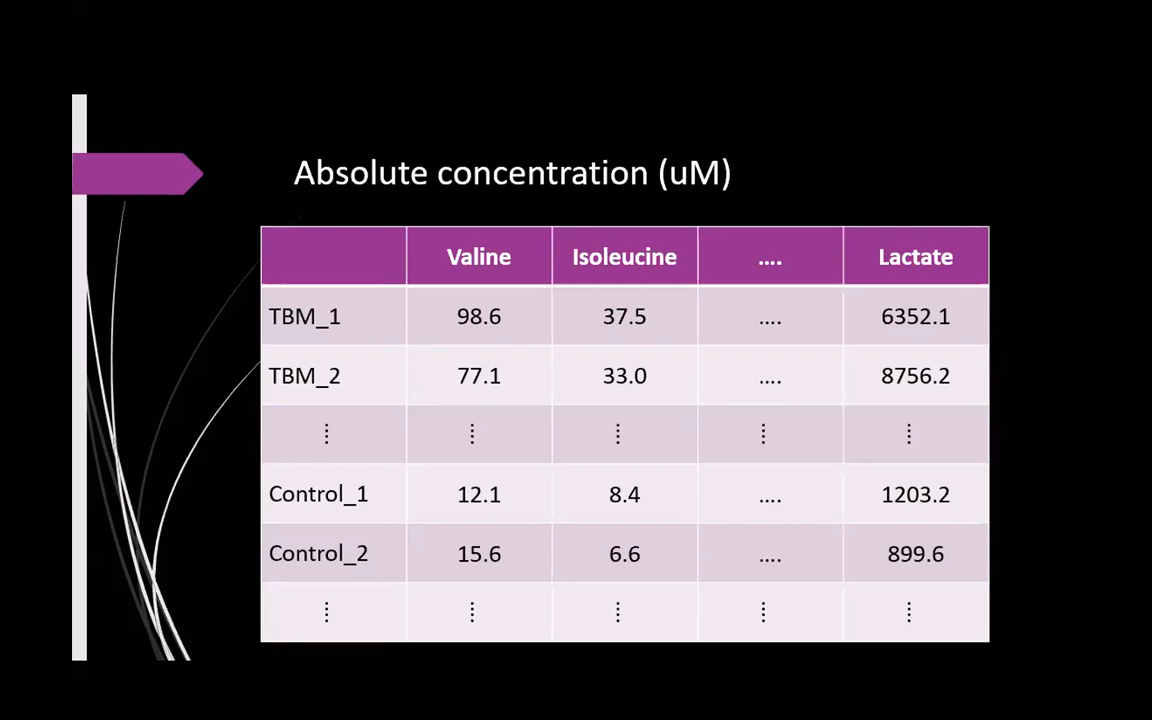 Absolute concentration (uM)
Valine Isoleucine .... Lactate
TBM_1 98.6 37.5 .... 6352.1
TBM_2 77.1 33.0 .... 8756.2
⁞ ⁞ ⁞ ⁞ ⁞
Control_1 12.1 8.4 .... 1203.2
Control_2 15.6 6.6 .... 899.6
⁞ ⁞ ⁞ ⁞ ⁞